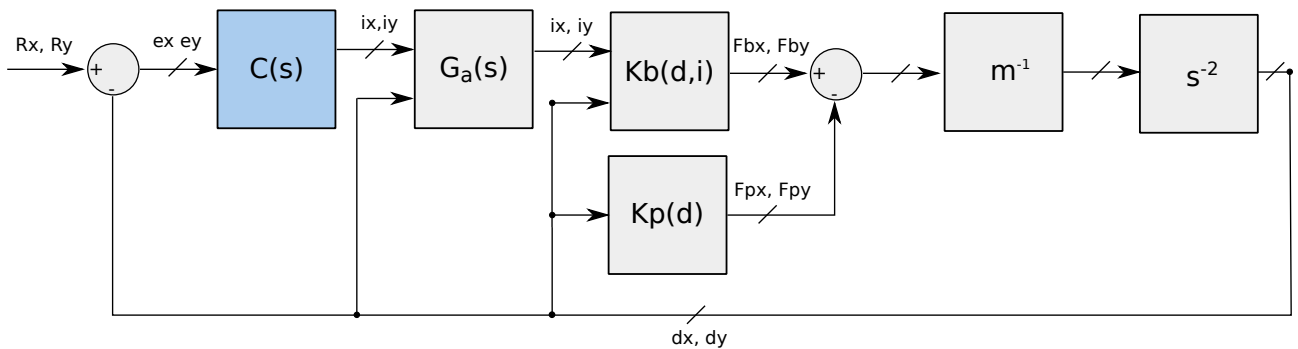 Rx, Ry
+
-
ex ey
C(s)
ix,iy
Ga(s)
ix, iy
Kb(d,i)
Fbx, Fby
+
-
m-1
s-2
Kp(d)
Fpx, Fpy
dx, dy